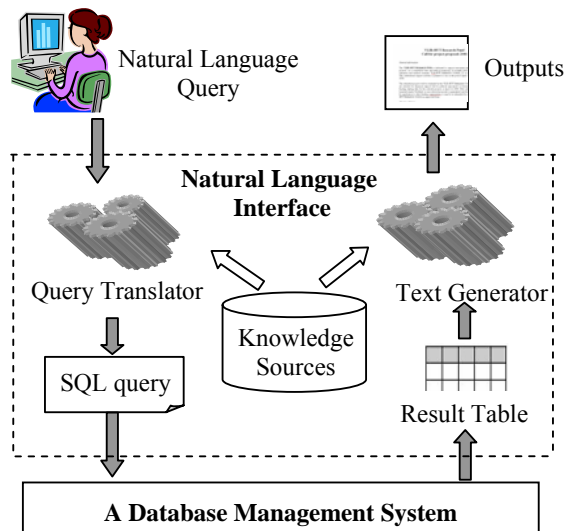 Natural Language
Query
Outputs
Natural Language
Interface
Query Translator
Text Generator
Knowledge
Sources
SQL query
Result Table
A Database Management System